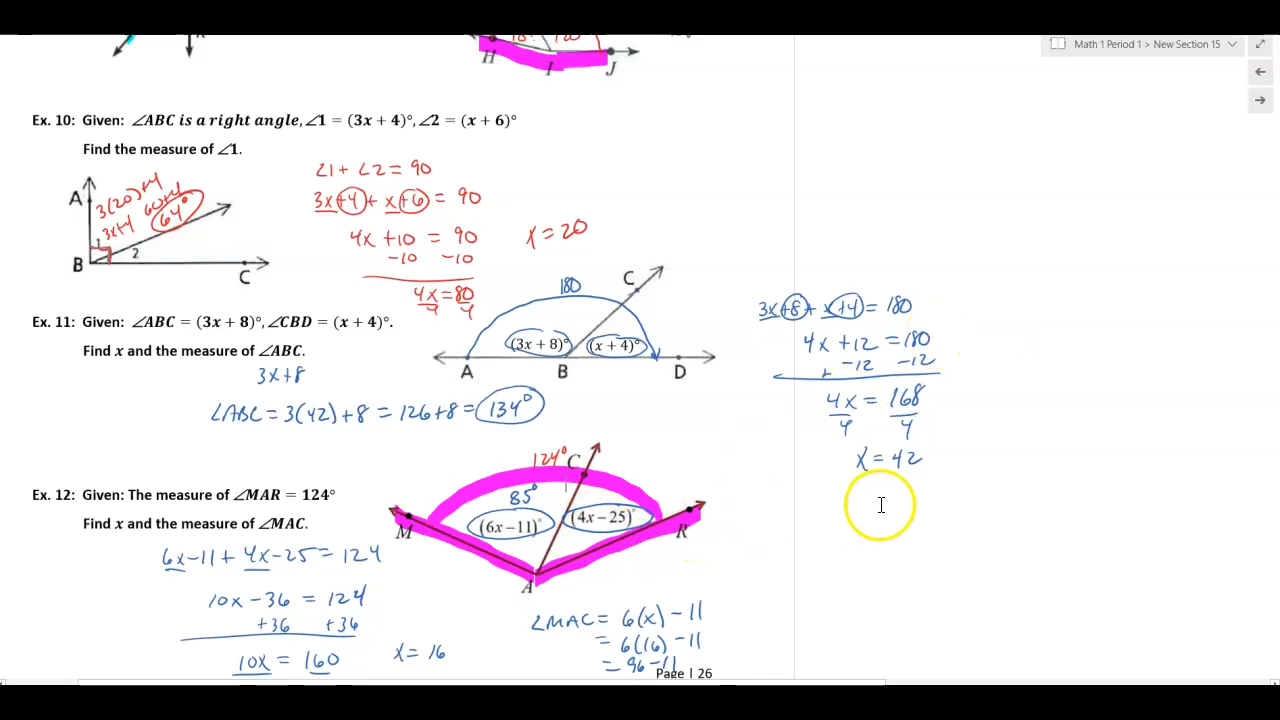 Math 1 Period 1 > New Section 15
H
I
J
Ex. 10: Given: ∠ABC is a right angle, ∠1 = (3x + 4)°, ∠2 = (x + 6)°
Find the measure of ∠1.
∠1 + ∠2 = 90
3x+4 + x+6 = 90
4x + 10 = 90
-10 -10
4x = 80
4 4
x = 20
A
3(20)+4
60+4
3x+4
64°
1
2
B
C
Ex. 11: Given: ∠ABC = (3x + 8)°, ∠CBD = (x + 4)°.
Find x and the measure of ∠ABC.
3x+8
∠ABC = 3(42)+8 = 126+8 = 134°
180
C
(3x + 8)°
(x + 4)°
A
B
D
3x+8 + x+4 = 180
4x + 12 = 180
-12 -12
4x = 168
4 4
x = 42
Ex. 12: Given: The measure of ∠MAR = 124°
Find x and the measure of ∠MAC.
6x-11 + 4x-25 = 124
10x - 36 = 124
+36 +36
10x = 160
x = 16
124°
C
85°
(6x-11)°
(4x-25)°
M
R
A
∠MAC = 6(x) - 11
= 6(16) - 11
= 96 - 11
Page | 26